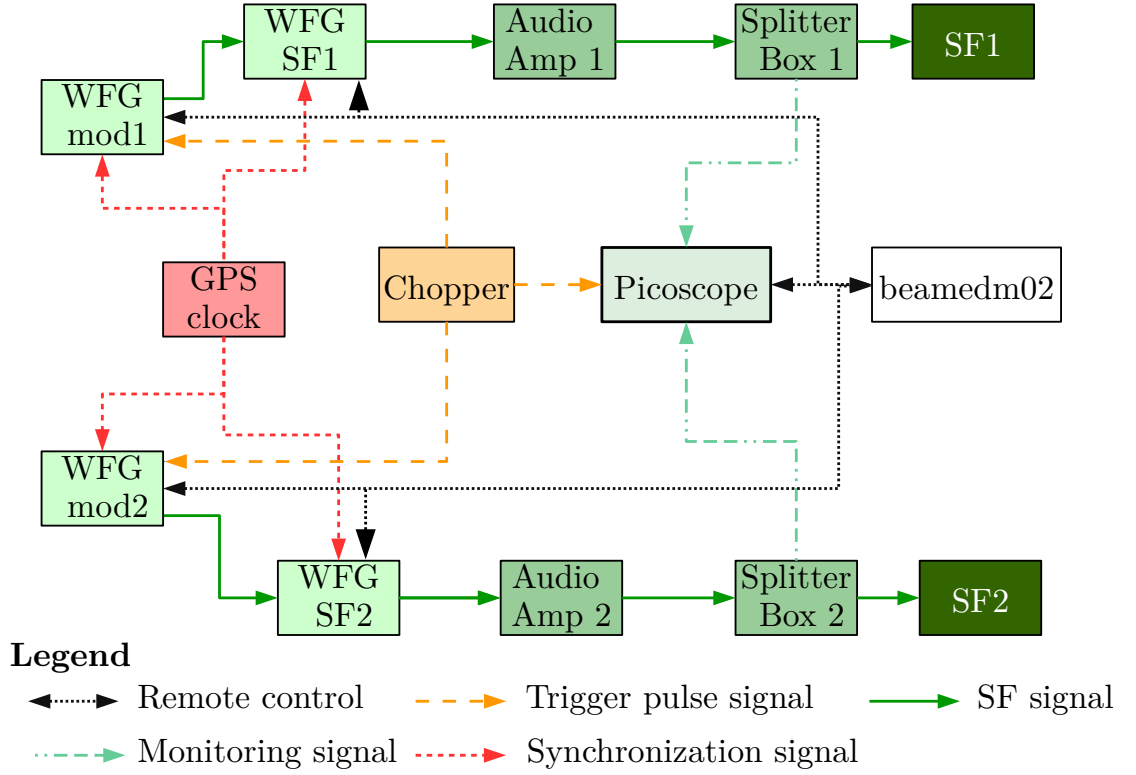 WFG
SF1
Audio
Amp 1
Splitter
Box 1
SF1
WFG
mod1
GPS
clock
Chopper
Picoscope
beamedm02
WFG
mod2
WFG
SF2
Audio
Amp 2
Splitter
Box 2
SF2
Legend
Remote control
Trigger pulse signal
SF signal
Monitoring signal
Synchronization signal